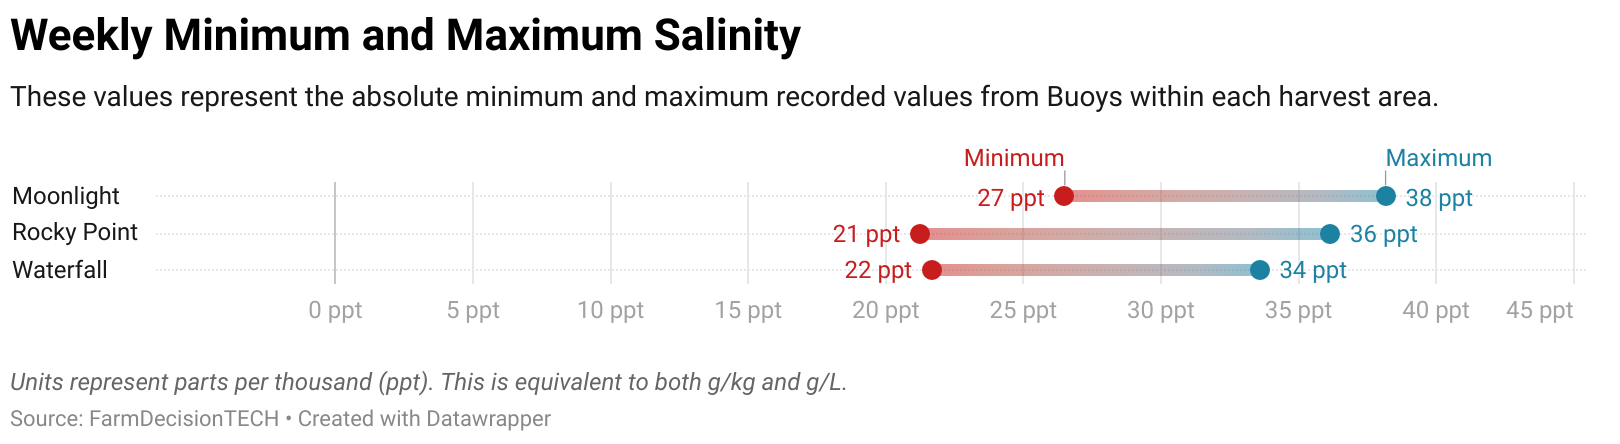 Weekly Minimum and Maximum Salinity
These values represent the absolute minimum and maximum recorded values from Buoys within each harvest area.
Minimum Maximum
Moonlight 27 ppt 38 ppt
Rocky Point 21 ppt 36 ppt
Waterfall 22 ppt 34 ppt
0 ppt 5 ppt 10 ppt 15 ppt 20 ppt 25 ppt 30 ppt 35 ppt 40 ppt 45 ppt
Units represent parts per thousand (ppt). This is equivalent to both g/kg and g/L.
Source: FarmDecisionTECH • Created with Datawrapper